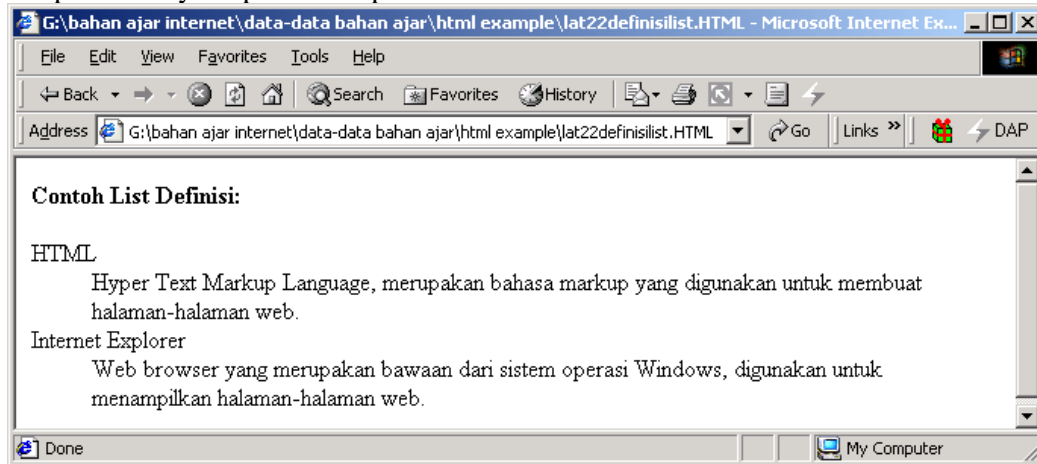 G:\bahan ajar internet\data-data bahan ajar\html example\lat22definisilist.HTML - Microsoft Internet Ex...
File Edit View Favorites Tools Help
Back Search Favorites History
Address G:\bahan ajar internet\data-data bahan ajar\html example\lat22definisilist.HTML Go Links » DAP
Contoh List Definisi:
HTML
Hyper Text Markup Language, merupakan bahasa markup yang digunakan untuk membuat
halaman-halaman web.
Internet Explorer
Web browser yang merupakan bawaan dari sistem operasi Windows, digunakan untuk
menampilkan halaman-halaman web.
Done My Computer